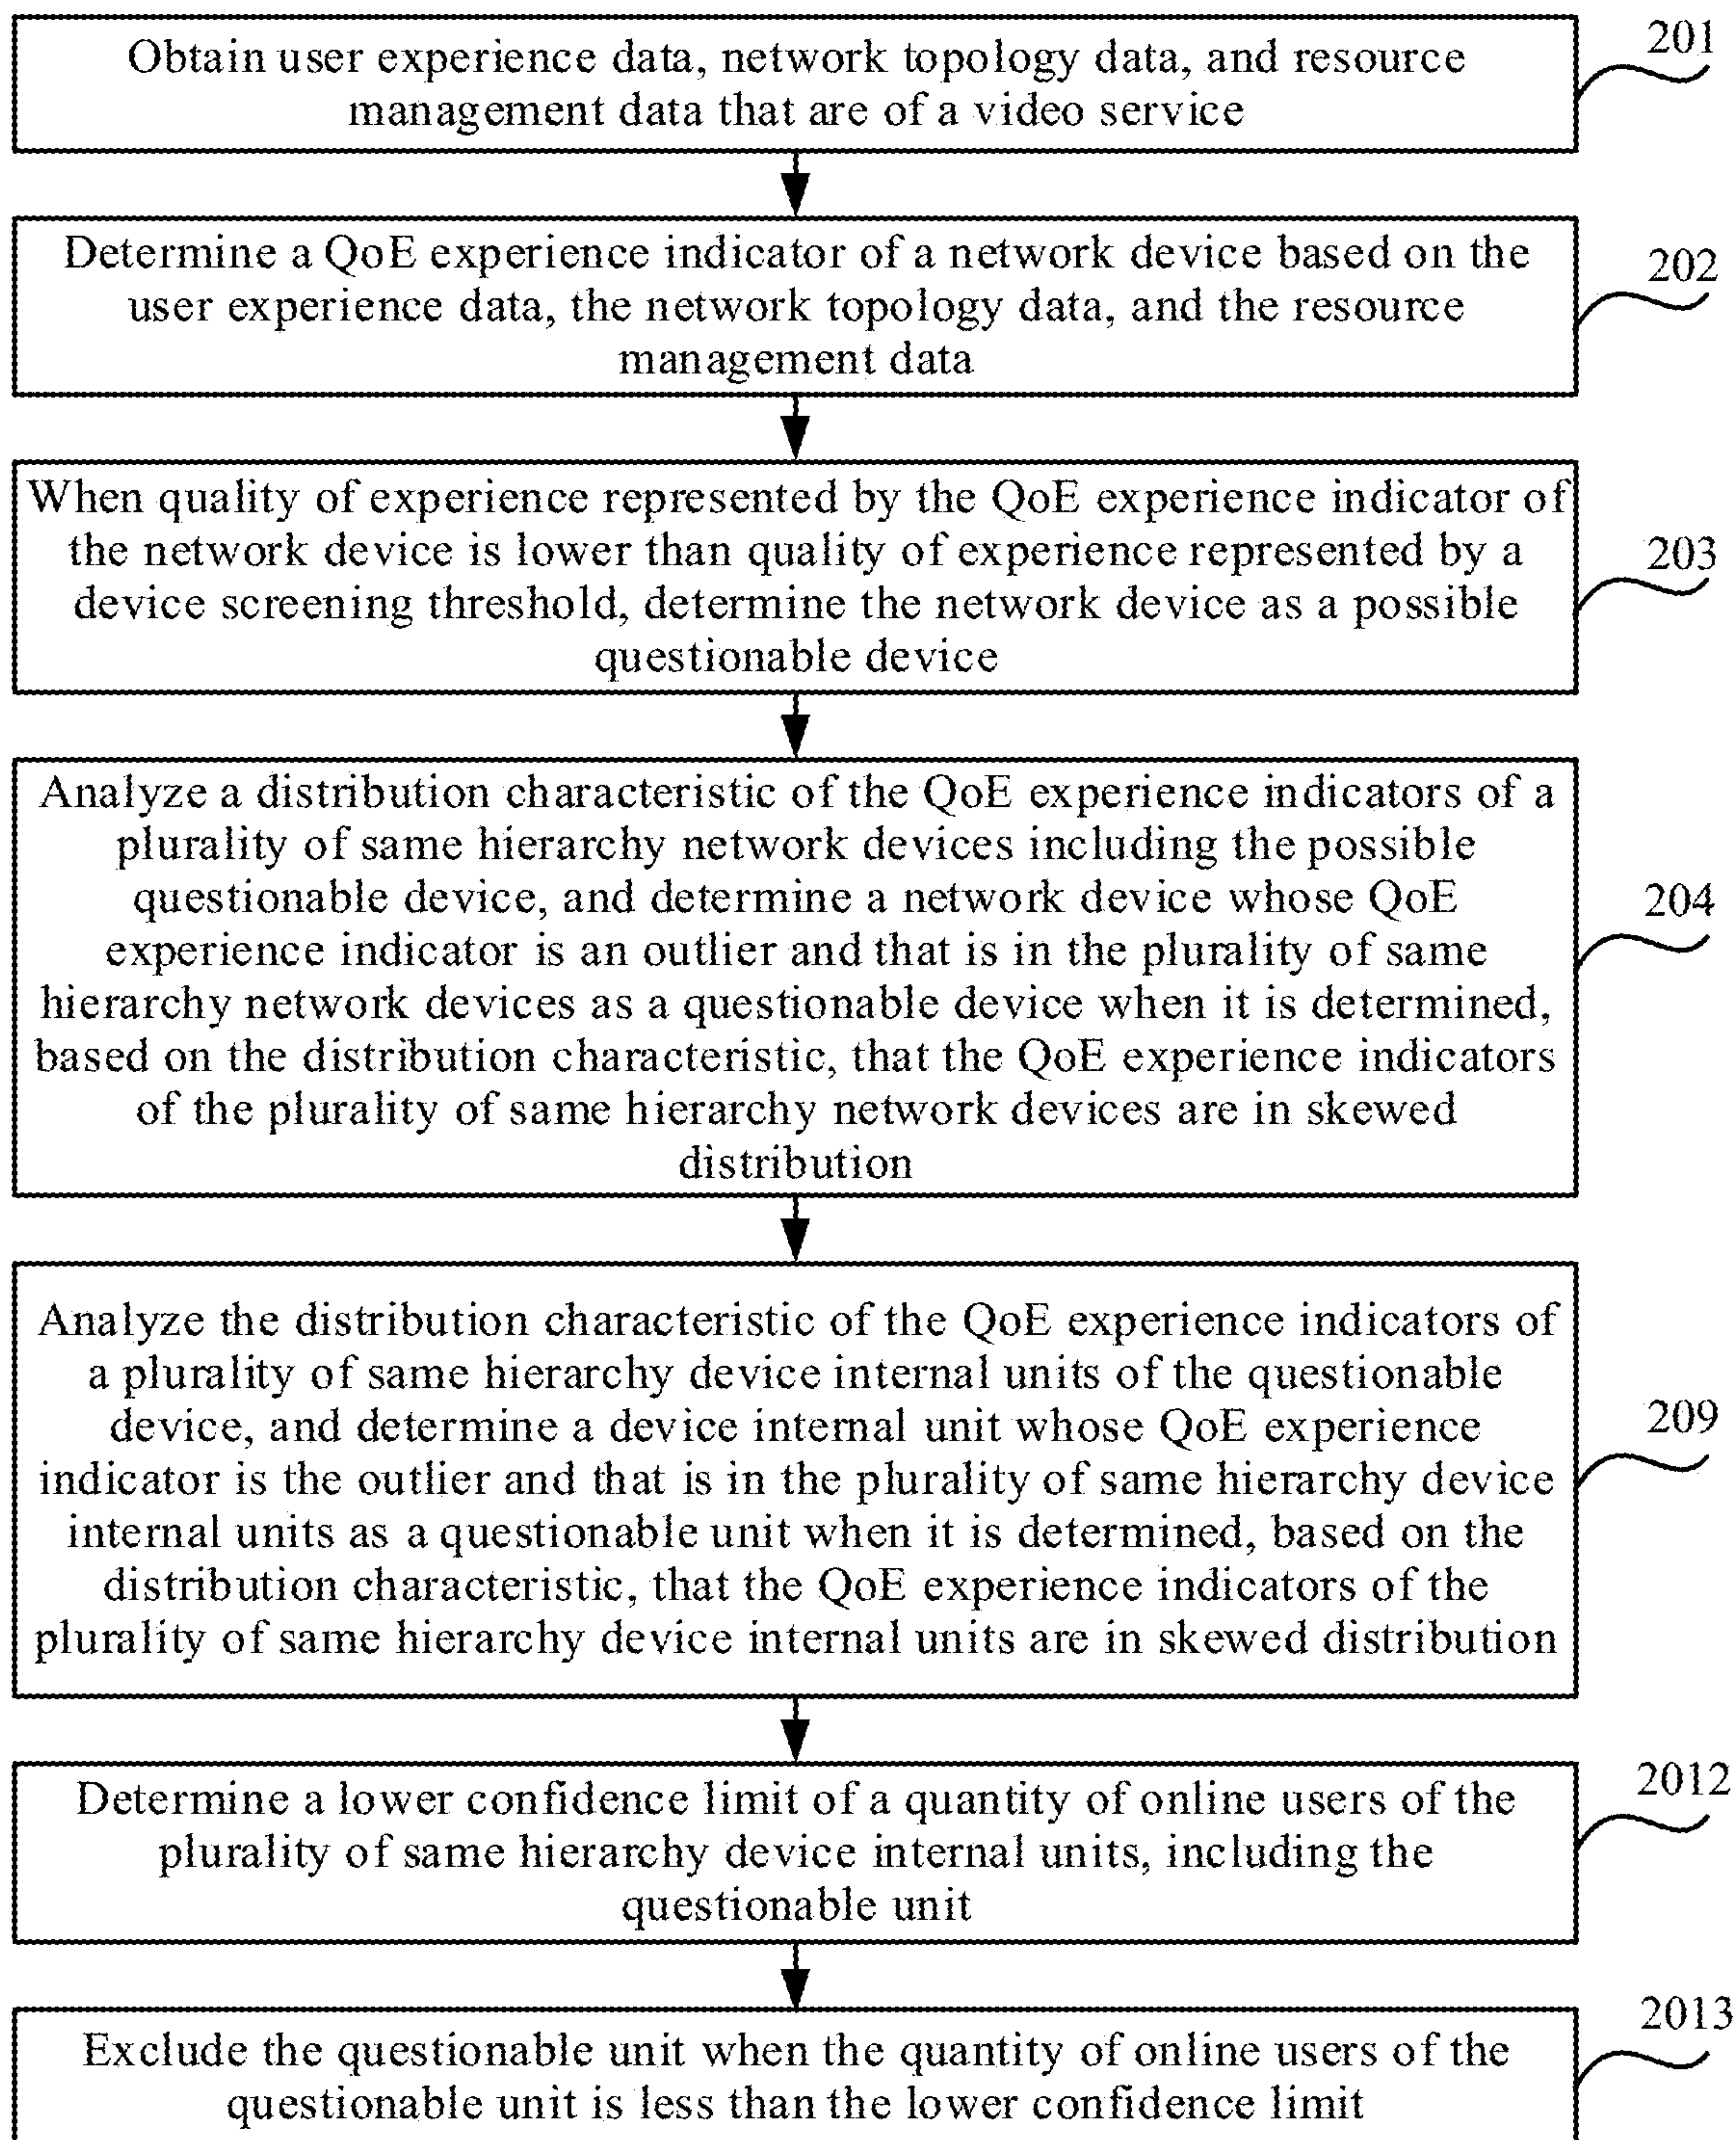 Obtain user experience data, network topology data, and resource
management data that are of a video service
201
Determine a QoE experience indicator of a network device based on the
user experience data, the network topology data, and the resource
management data
202
When quality of experience represented by the QoE experience indicator of
the network device is lower than quality of experience represented by a
device screening threshold, determine the network device as a possible
questionable device
203
Analyze a distribution characteristic of the QoE experience indicators of a
plurality of same hierarchy network devices including the possible
questionable device, and determine a network device whose QoE
experience indicator is an outlier and that is in the plurality of same
hierarchy network devices as a questionable device when it is determined,
based on the distribution characteristic, that the QoE experience indicators
of the plurality of same hierarchy network devices are in skewed
distribution
204
Analyze the distribution characteristic of the QoE experience indicators of
a plurality of same hierarchy device internal units of the questionable
device, and determine a device internal unit whose QoE experience
indicator is the outlier and that is in the plurality of same hierarchy device
internal units as a questionable unit when it is determined, based on the
distribution characteristic, that the QoE experience indicators of the
plurality of same hierarchy device internal units are in skewed distribution
209
Determine a lower confidence limit of a quantity of online users of the
plurality of same hierarchy device internal units, including the
questionable unit
2012
Exclude the questionable unit when the quantity of online users of the
questionable unit is less than the lower confidence limit
2013